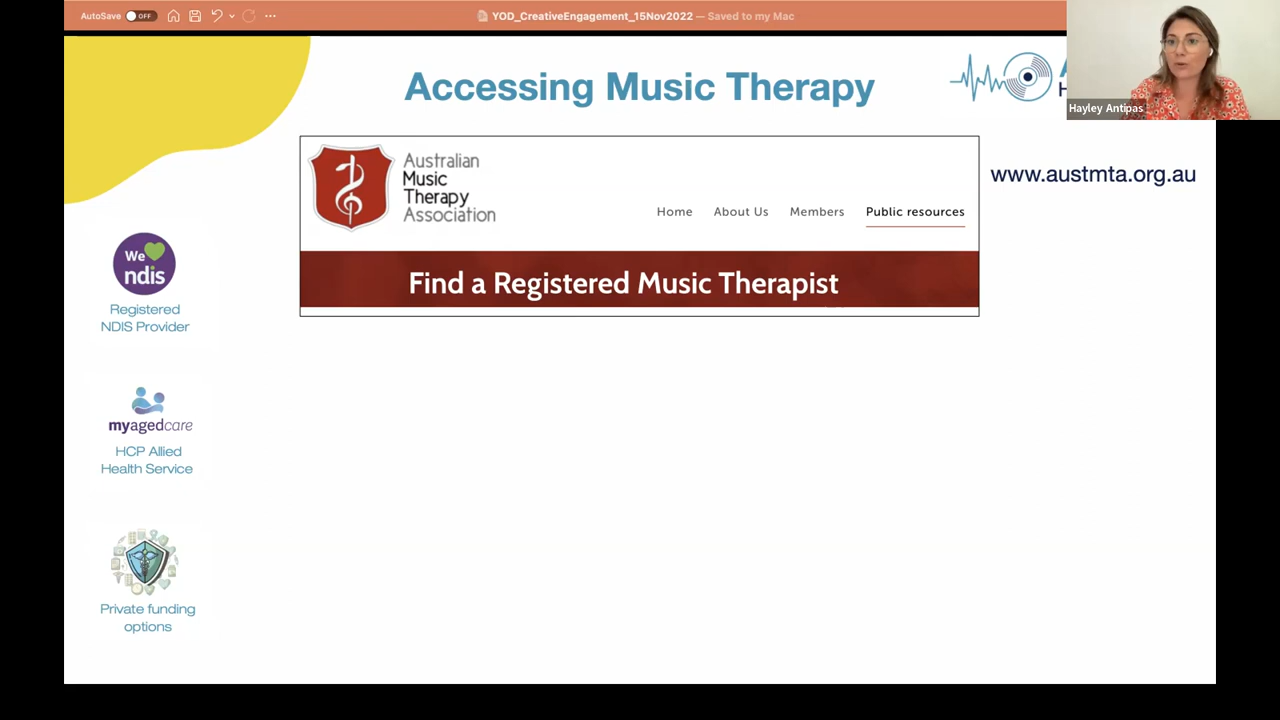 AutoSave OFF
YOD_CreativeEngagement_15Nov2022 — Saved to my Mac
Hayley Antipas
Accessing Music Therapy
Australian
Music
Therapy
Association
www.austmta.org.au
Home About Us Members Public resources
Find a Registered Music Therapist
We
ndis
Registered
NDIS Provider
myagedcare
HCP Allied
Health Service
Private funding
options